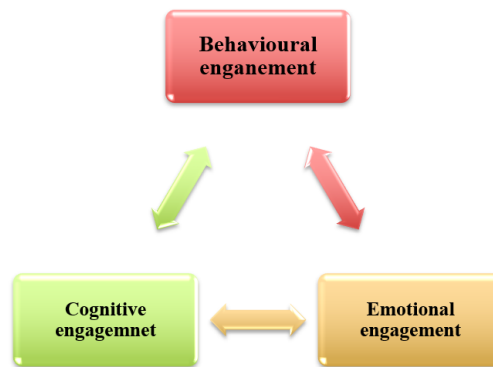 Behavioural
enganement
Cognitive
engagemnet
Emotional
engagement